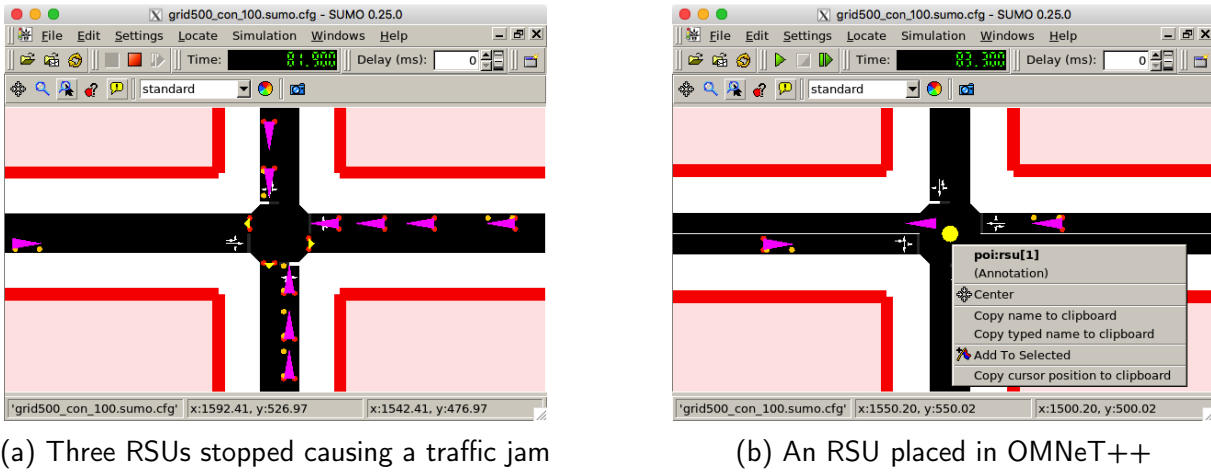 grid500_con_100.sumo.cfg - SUMO 0.25.0
File Edit Settings Locate Simulation Windows Help
Time: 81.900 Delay (ms): 0
standard
'grid500_con_100.sumo.cfg' x:1592.41, y:526.97 x:1542.41, y:476.97
(a) Three RSUs stopped causing a traffic jam
grid500_con_100.sumo.cfg - SUMO 0.25.0
File Edit Settings Locate Simulation Windows Help
Time: 83.300 Delay (ms): 0
standard
poi:rsu[1]
(Annotation)
Center
Copy name to clipboard
Copy typed name to clipboard
Add To Selected
Copy cursor position to clipboard
'grid500_con_100.sumo.cfg' x:1550.20, y:550.02 x:1500.20, y:500.02
(b) An RSU placed in OMNeT++